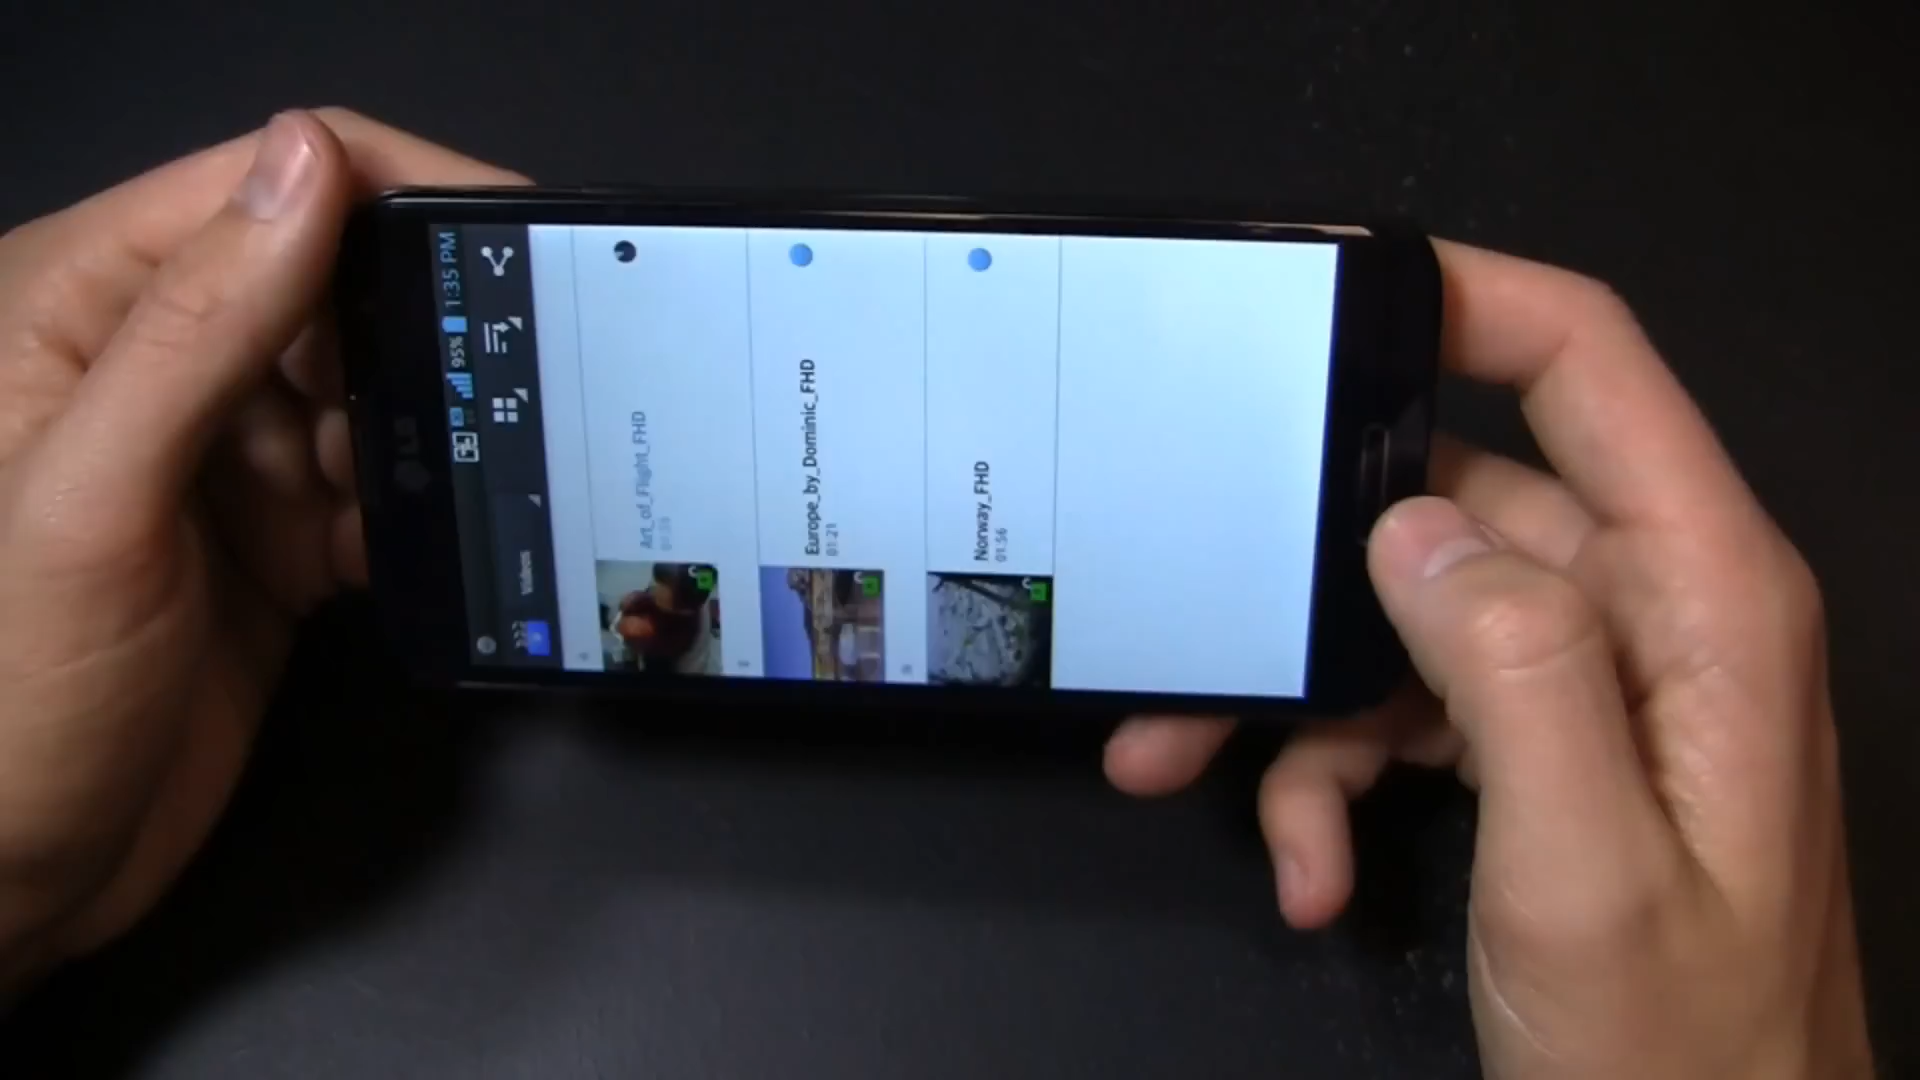 95% 1:35 PM
LG
Videos
Art_of_Flight_FHD
Europe_by_Dominic_FHD
01:21
Norway_FHD
01:56